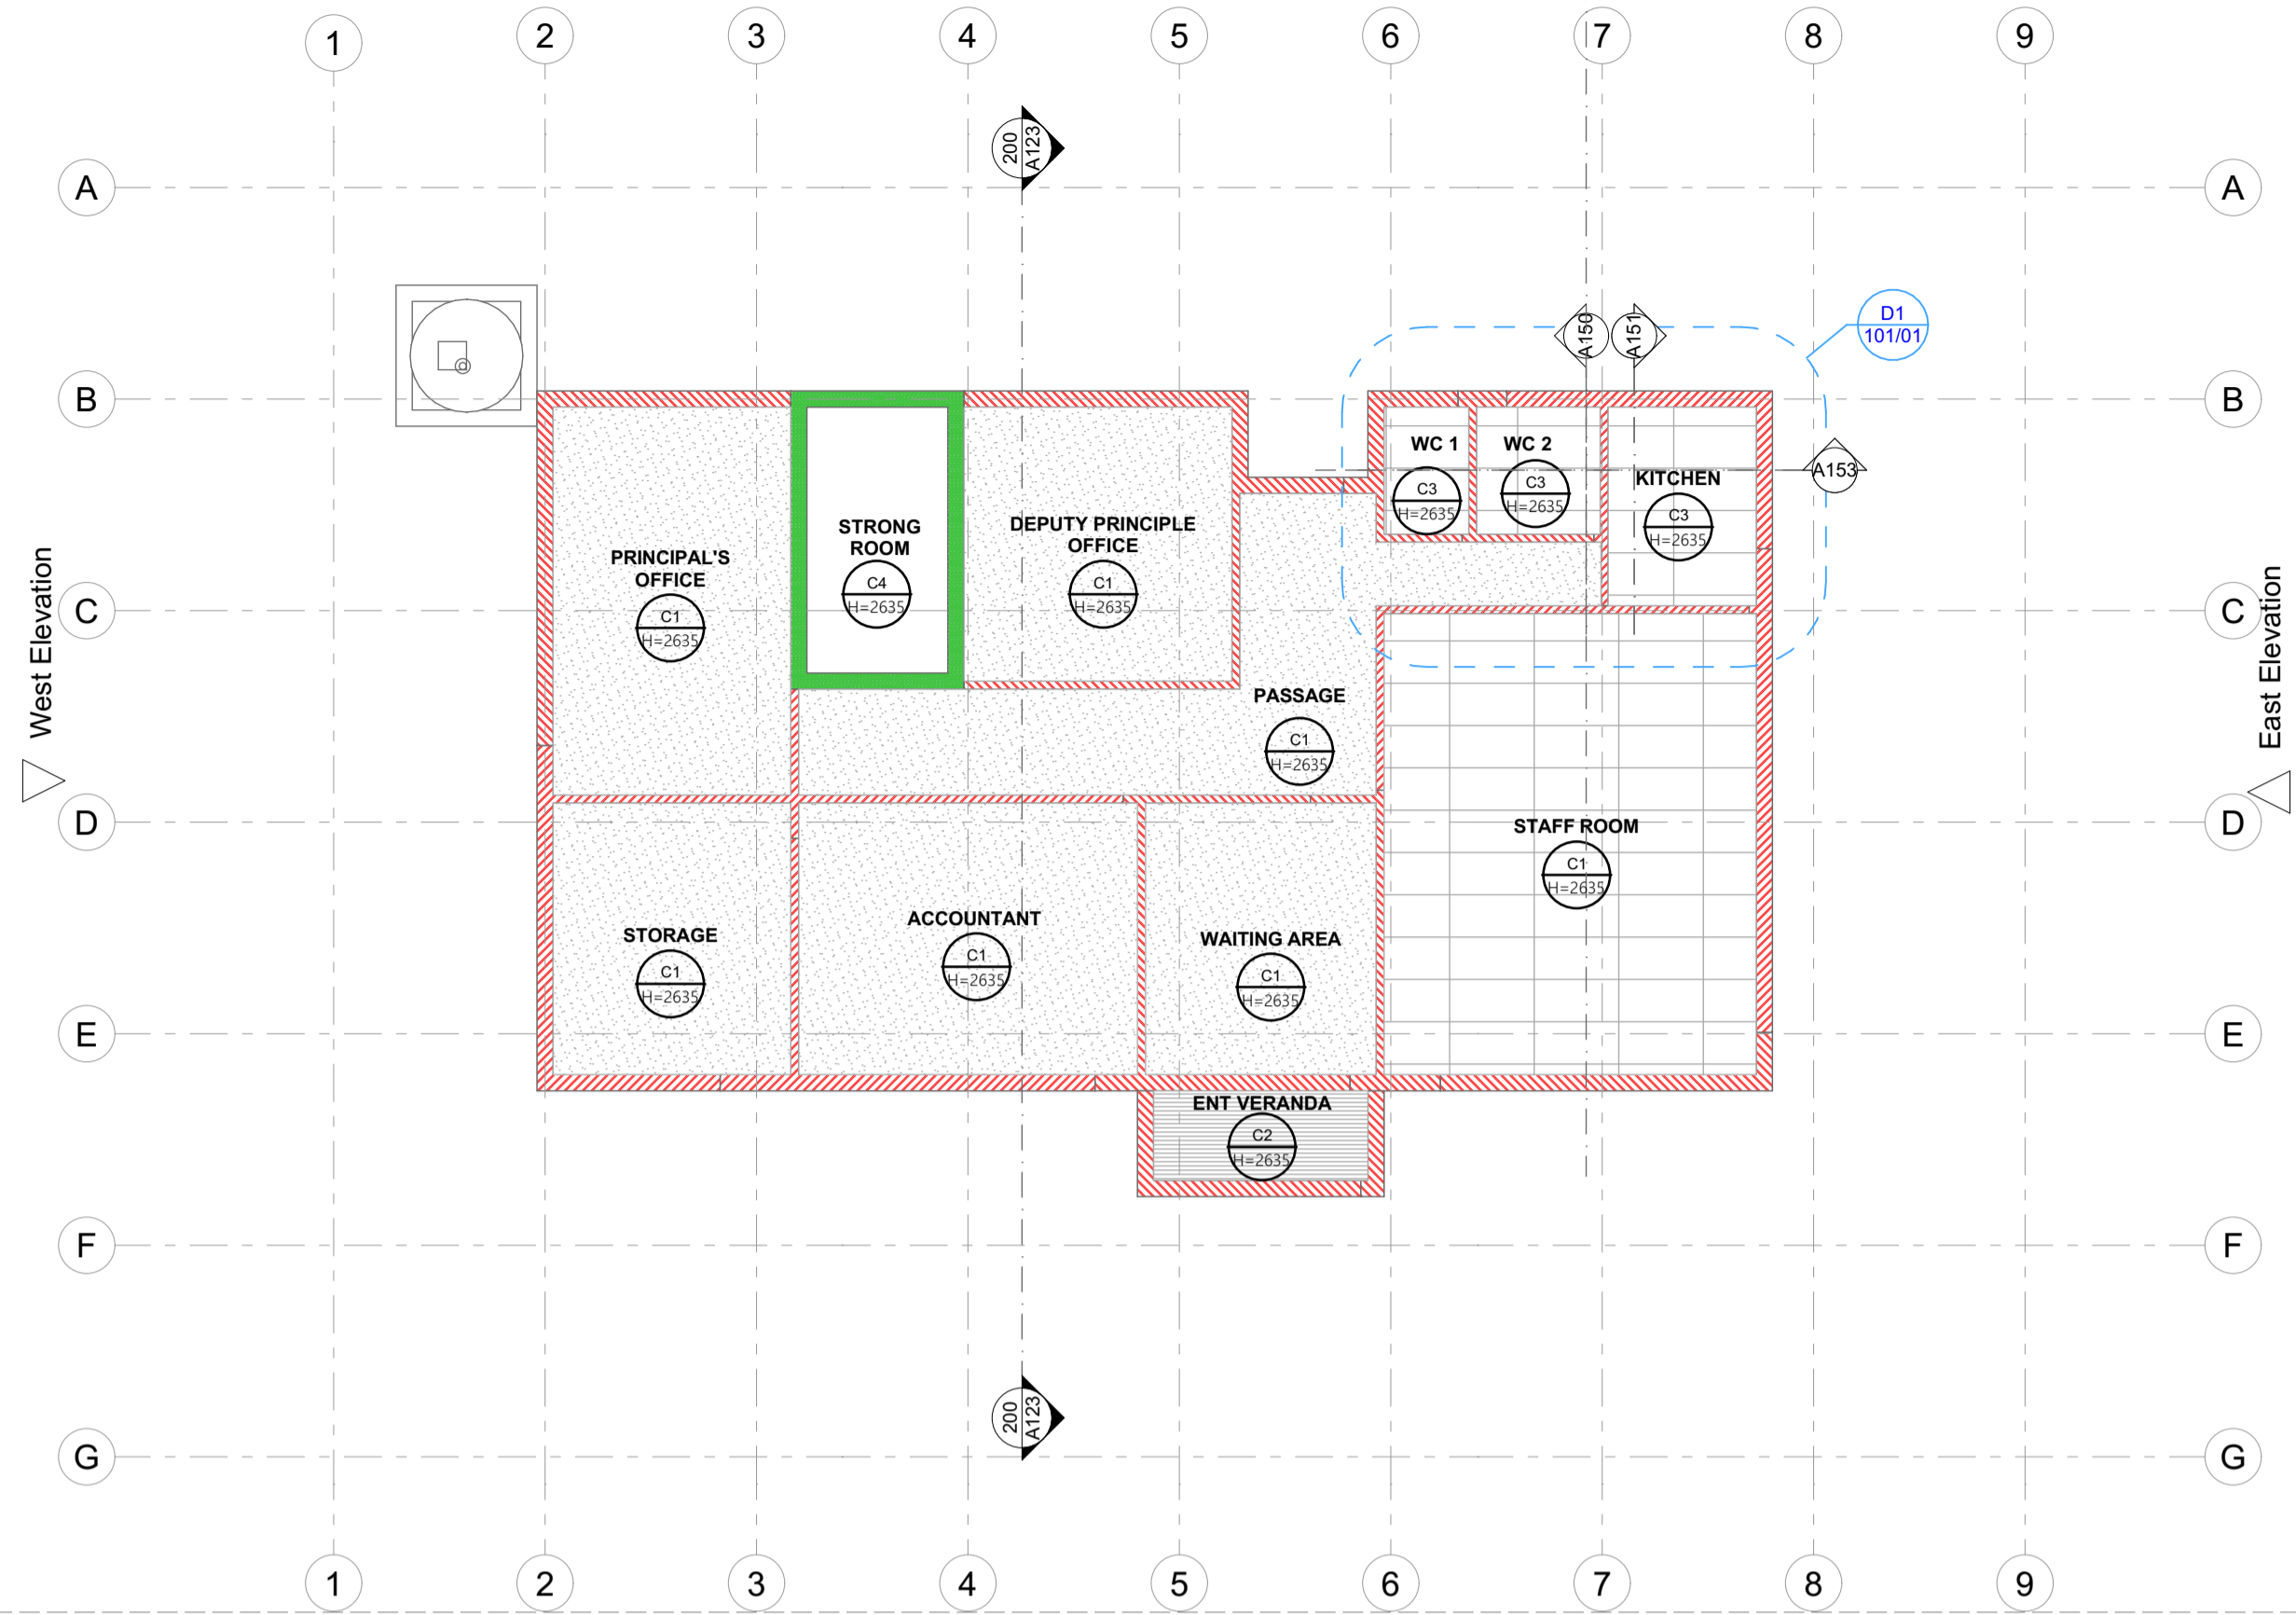 1 2 3 4 5 6 7 8 9
200
A123
A A
D1
101/01
A150
A151
B B
WC 1
WC 2
A153
KITCHEN
C3
H=2635
C3
H=2635
C3
H=2635
STRONG
ROOM
C4
H=2635
DEPUTY PRINCIPLE
OFFICE
C1
H=2635
PRINCIPAL'S
OFFICE
C1
H=2635
C C
West Elevation
East Elevation
PASSAGE
C1
H=2635
D D
STAFF ROOM
C1
H=2635
STORAGE
C1
H=2635
ACCOUNTANT
C1
H=2635
WAITING AREA
C1
H=2635
E E
ENT VERANDA
C2
H=2635
F F
200
A123
G G
1 2 3 4 5 6 7 8 9